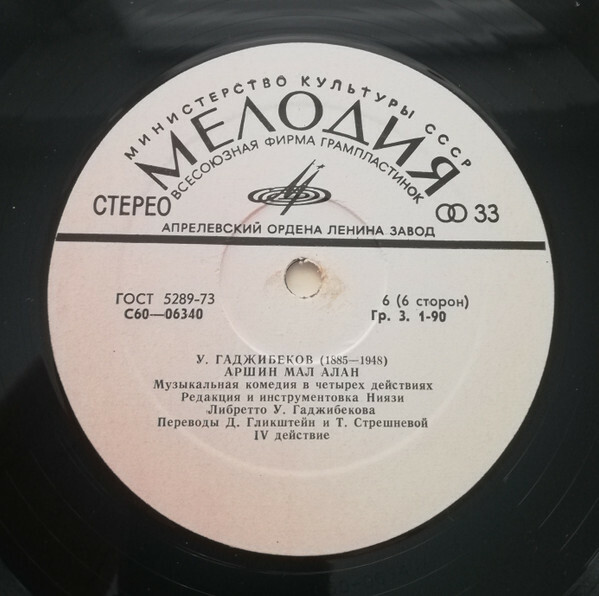 МИНИСТЕРСТВО КУЛЬТУРЫ СССР
МЕЛОДИЯ
ВСЕСОЮЗНАЯ ФИРМА ГРАМПЛАСТИНОК
СТЕРЕО
33
АПРЕЛЕВСКИЙ ОРДЕНА ЛЕНИНА ЗАВОД
ГОСТ 5289-73
6 (6 сторон)
С60—06340
Гр. 3. 1-90
У. ГАДЖИБЕКОВ (1885—1948)
АРШИН МАЛ АЛАН
Музыкальная комедия в четырех действиях
Редакция и инструментовка Ниязи
Либретто У. Гаджибекова
Переводы Д. Гликштейн и Т. Стрешневой
IV действие